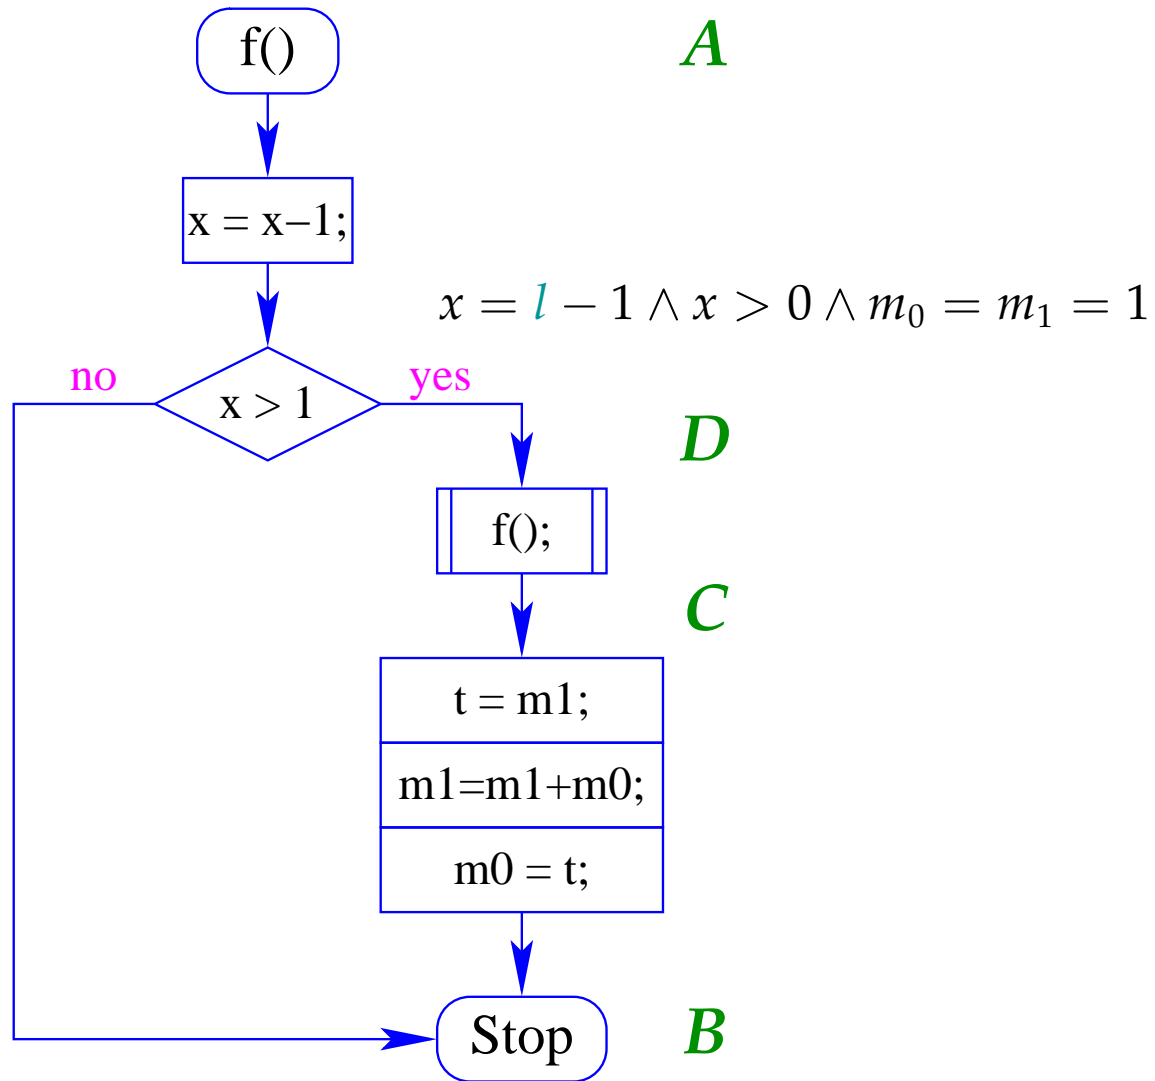 f()
A
x = x–1;
x = l − 1 ∧ x > 0 ∧ m₀ = m₁ = 1
no
yes
x > 1
D
f();
C
t = m1;
m1=m1+m0;
m0 = t;
Stop
B